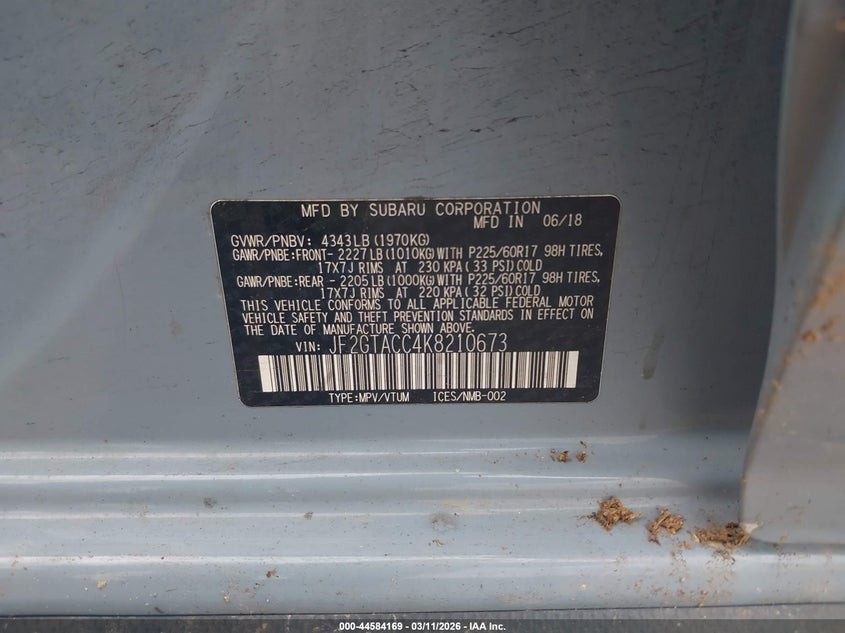 MFD BY SUBARU CORPORATION
MFD IN 06/18
GVWR/PNBV: 4343LB(1970KG)
GAWR/PNBE:FRONT- 2227LB(1010KG)WITH P225/60R17 98H TIRES,
17X7J RIMS AT 230 KPA(33 PSI)COLD
GAWR/PNBE:REAR - 2205LB(1000KG)WITH P225/60R17 98H TIRES,
17X7J RIMS AT 220 KPA(32 PSI)COLD
THIS VEHICLE CONFORMS TO ALL APPLICABLE FEDERAL MOTOR
VEHICLE SAFETY AND THEFT PREVENTION STANDARDS IN EFFECT ON
THE DATE OF MANUFACTURE SHOWN ABOVE.
VIN: JF2GTACC4K8210673
TYPE:MPV/VTUM ICES/NMB-002
000-44584169 - 03/11/2026 - IAA Inc.